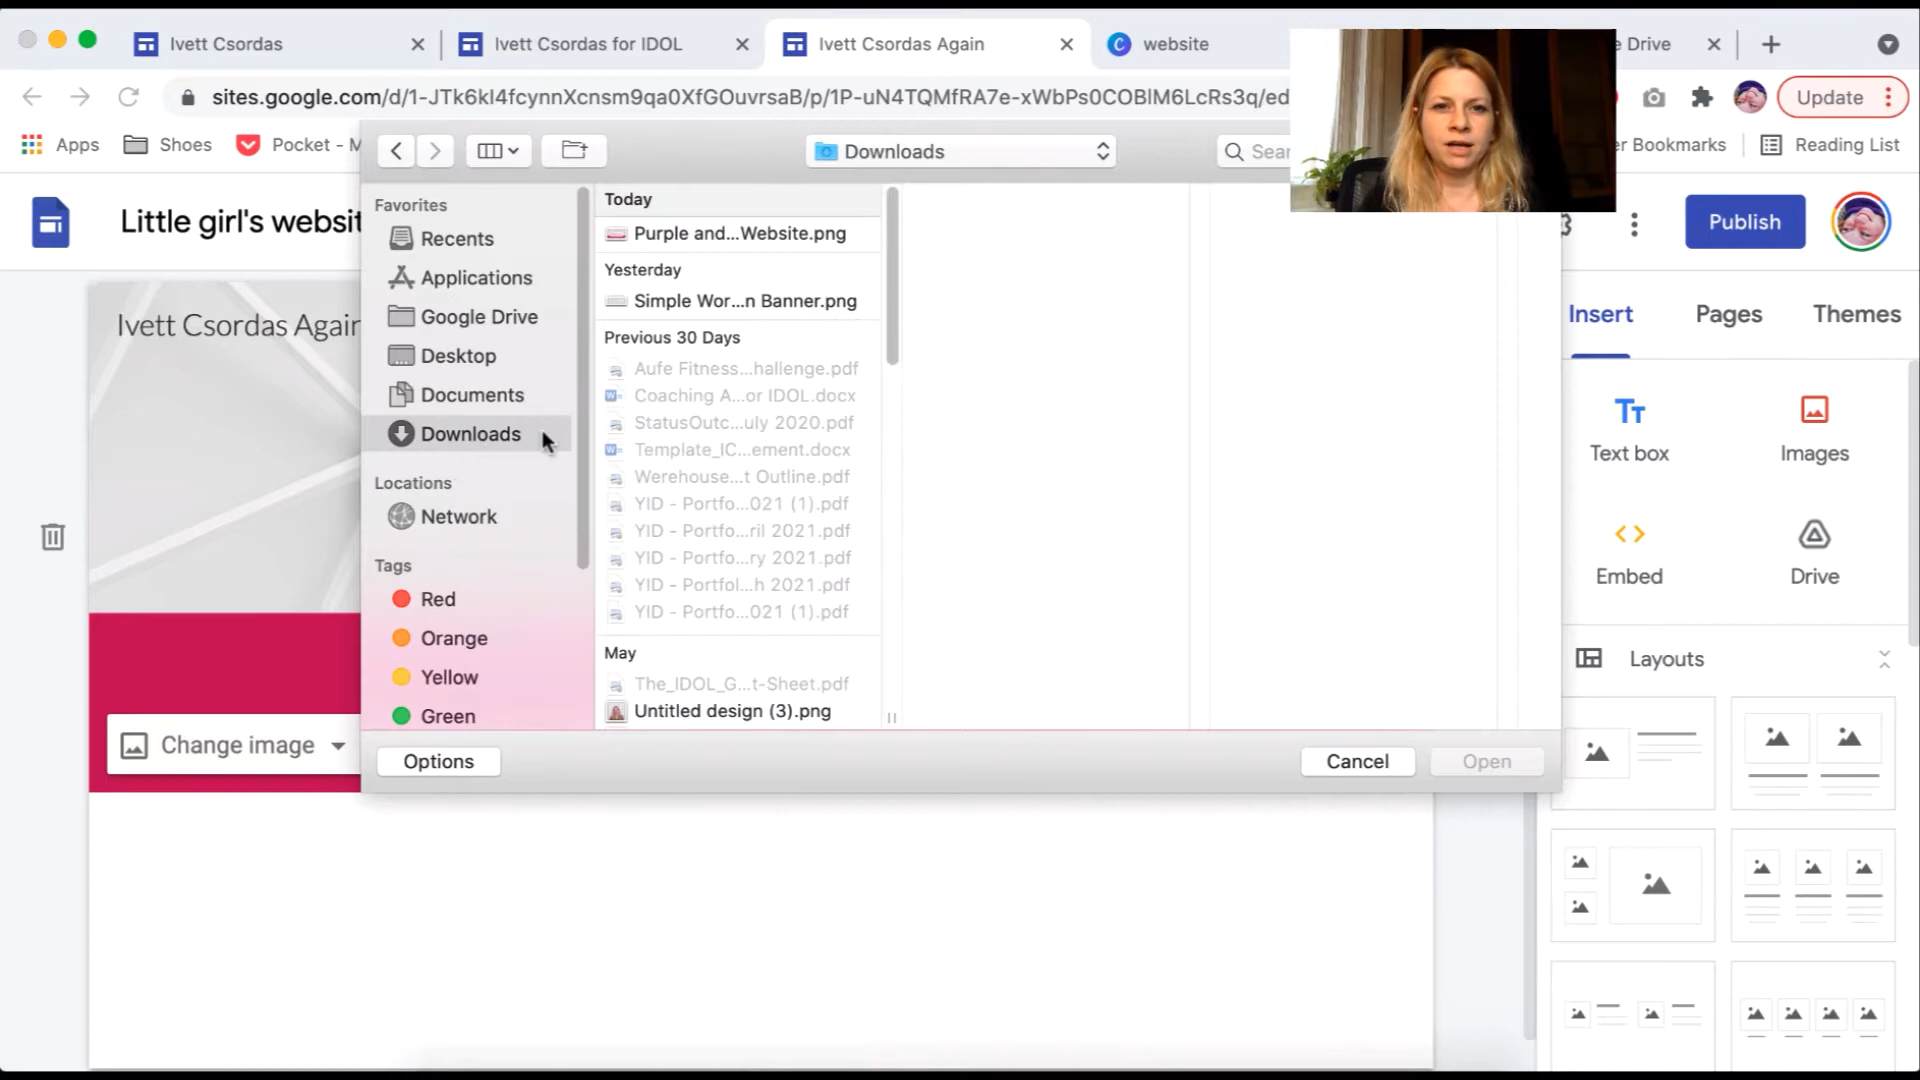 Ivett Csordas
Ivett Csordas for IDOL
Ivett Csordas Again
website
e Drive
sites.google.com/d/1-JTk6kI4fcynnXcnsm9qa0XfGOuvrsaB/p/1P-uN4TQMfRA7e-xWbPs0COBlM6LcRs3q/ed
Update
Apps
Shoes
Pocket - M
r Bookmarks
Reading List
Downloads
Sear
Little girl's websit
Publish
Favorites
Recents
Applications
Google Drive
Desktop
Documents
Downloads
Locations
Network
Tags
Red
Orange
Yellow
Green
Today
Purple and...Website.png
Yesterday
Simple Wor...n Banner.png
Previous 30 Days
Aufe Fitness...hallenge.pdf
Coaching A...or IDOL.docx
StatusOutc...uly 2020.pdf
Template_IC...ement.docx
Werehouse...t Outline.pdf
YID - Portfo...021 (1).pdf
YID - Portfo...ril 2021.pdf
YID - Portfo...ry 2021.pdf
YID - Portfol...h 2021.pdf
YID - Portfo...021 (1).pdf
May
The_IDOL_G...t-Sheet.pdf
Untitled design (3).png
Options
Cancel
Open
Ivett Csordas Again
Change image
Insert
Pages
Themes
Text box
Images
Embed
Drive
Layouts